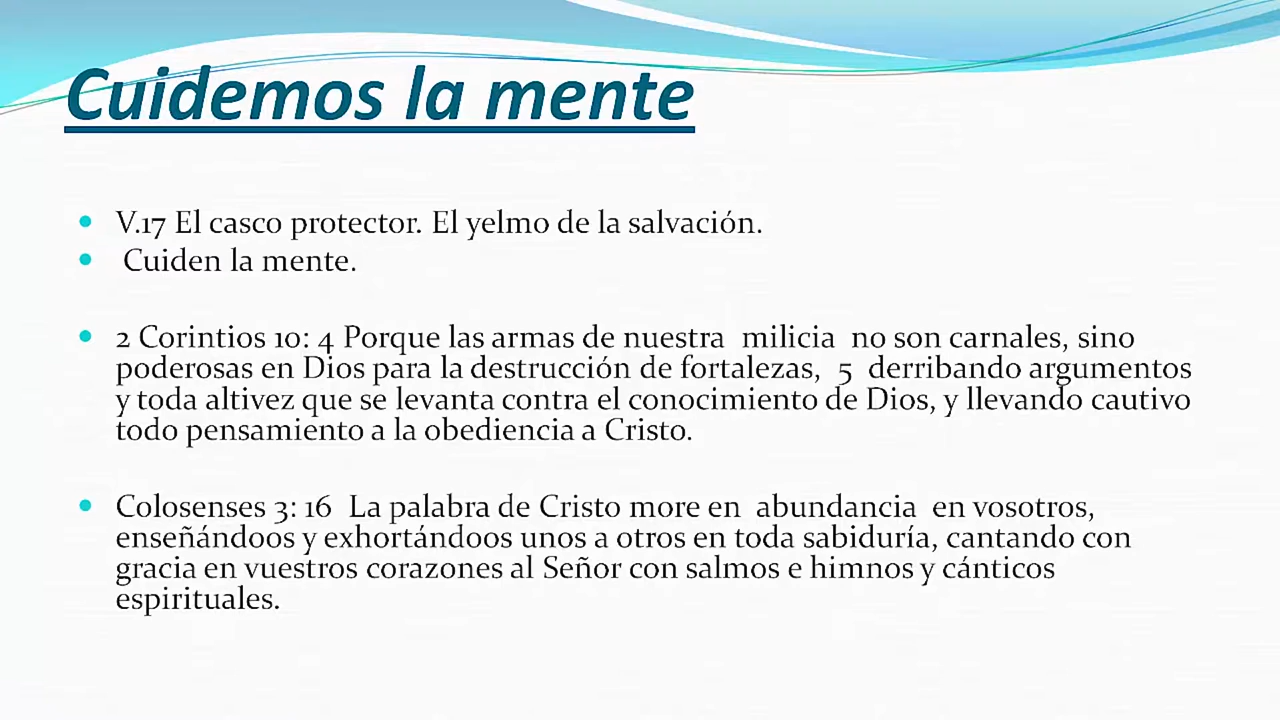 Cuidemos la mente
• V.17 El casco protector. El yelmo de la salvación.
• Cuiden la mente.
• 2 Corintios 10: 4 Porque las armas de nuestra milicia no son carnales, sino
poderosas en Dios para la destrucción de fortalezas, 5 derribando argumentos
y toda altivez que se levanta contra el conocimiento de Dios, y llevando cautivo
todo pensamiento a la obediencia a Cristo.
• Colosenses 3: 16 La palabra de Cristo more en abundancia en vosotros,
enseñándoos y exhortándoos unos a otros en toda sabiduría, cantando con
gracia en vuestros corazones al Señor con salmos e himnos y cánticos
espirituales.